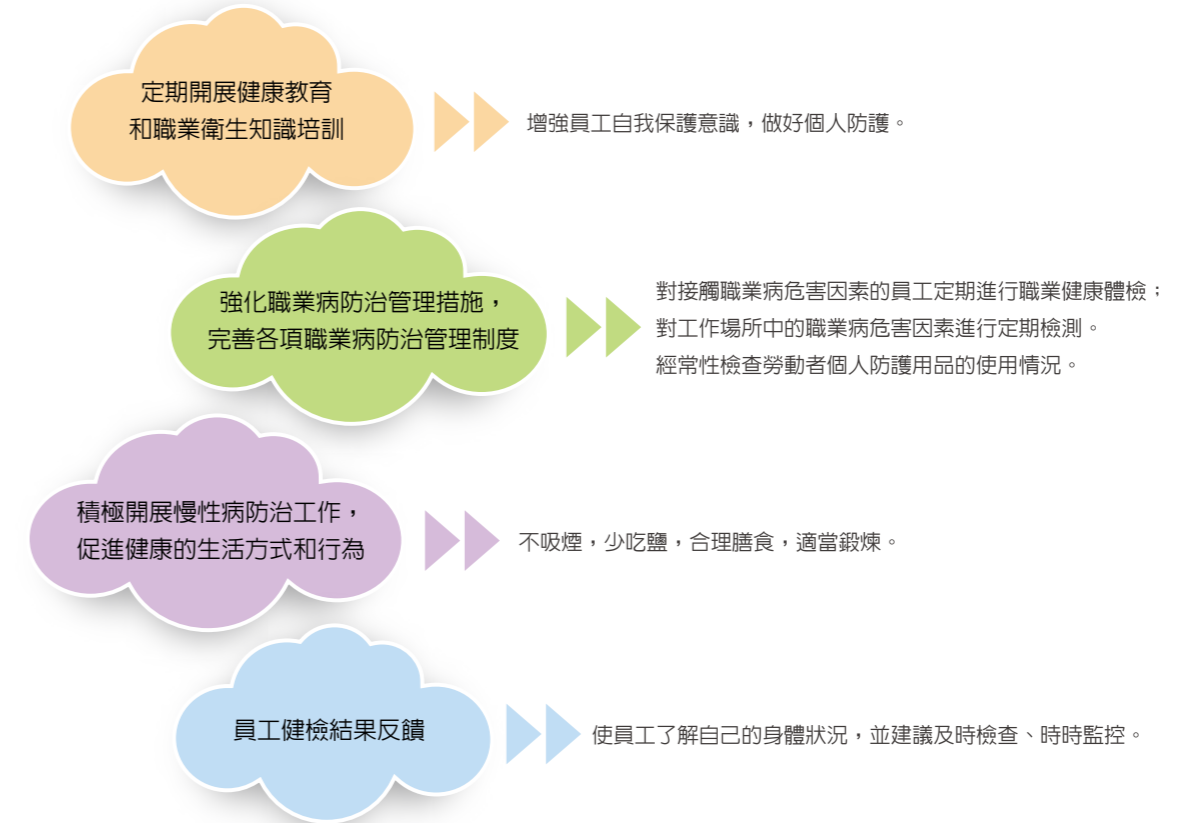 定期開展健康教育
和職業衛生知識培訓
增強員工自我保護意識，做好個人防護。
強化職業病防治管理措施，
完善各項職業病防治管理制度
對接觸職業病危害因素的員工定期進行職業健康體檢；
對工作場所中的職業病危害因素進行定期檢測。
經常性檢查勞動者個人防護用品的使用情況。
積極開展慢性病防治工作，
促進健康的生活方式和行為
不吸煙，少吃鹽，合理膳食，適當鍛煉。
員工健檢結果反饋
使員工了解自己的身體狀況，並建議及時檢查、時時監控。